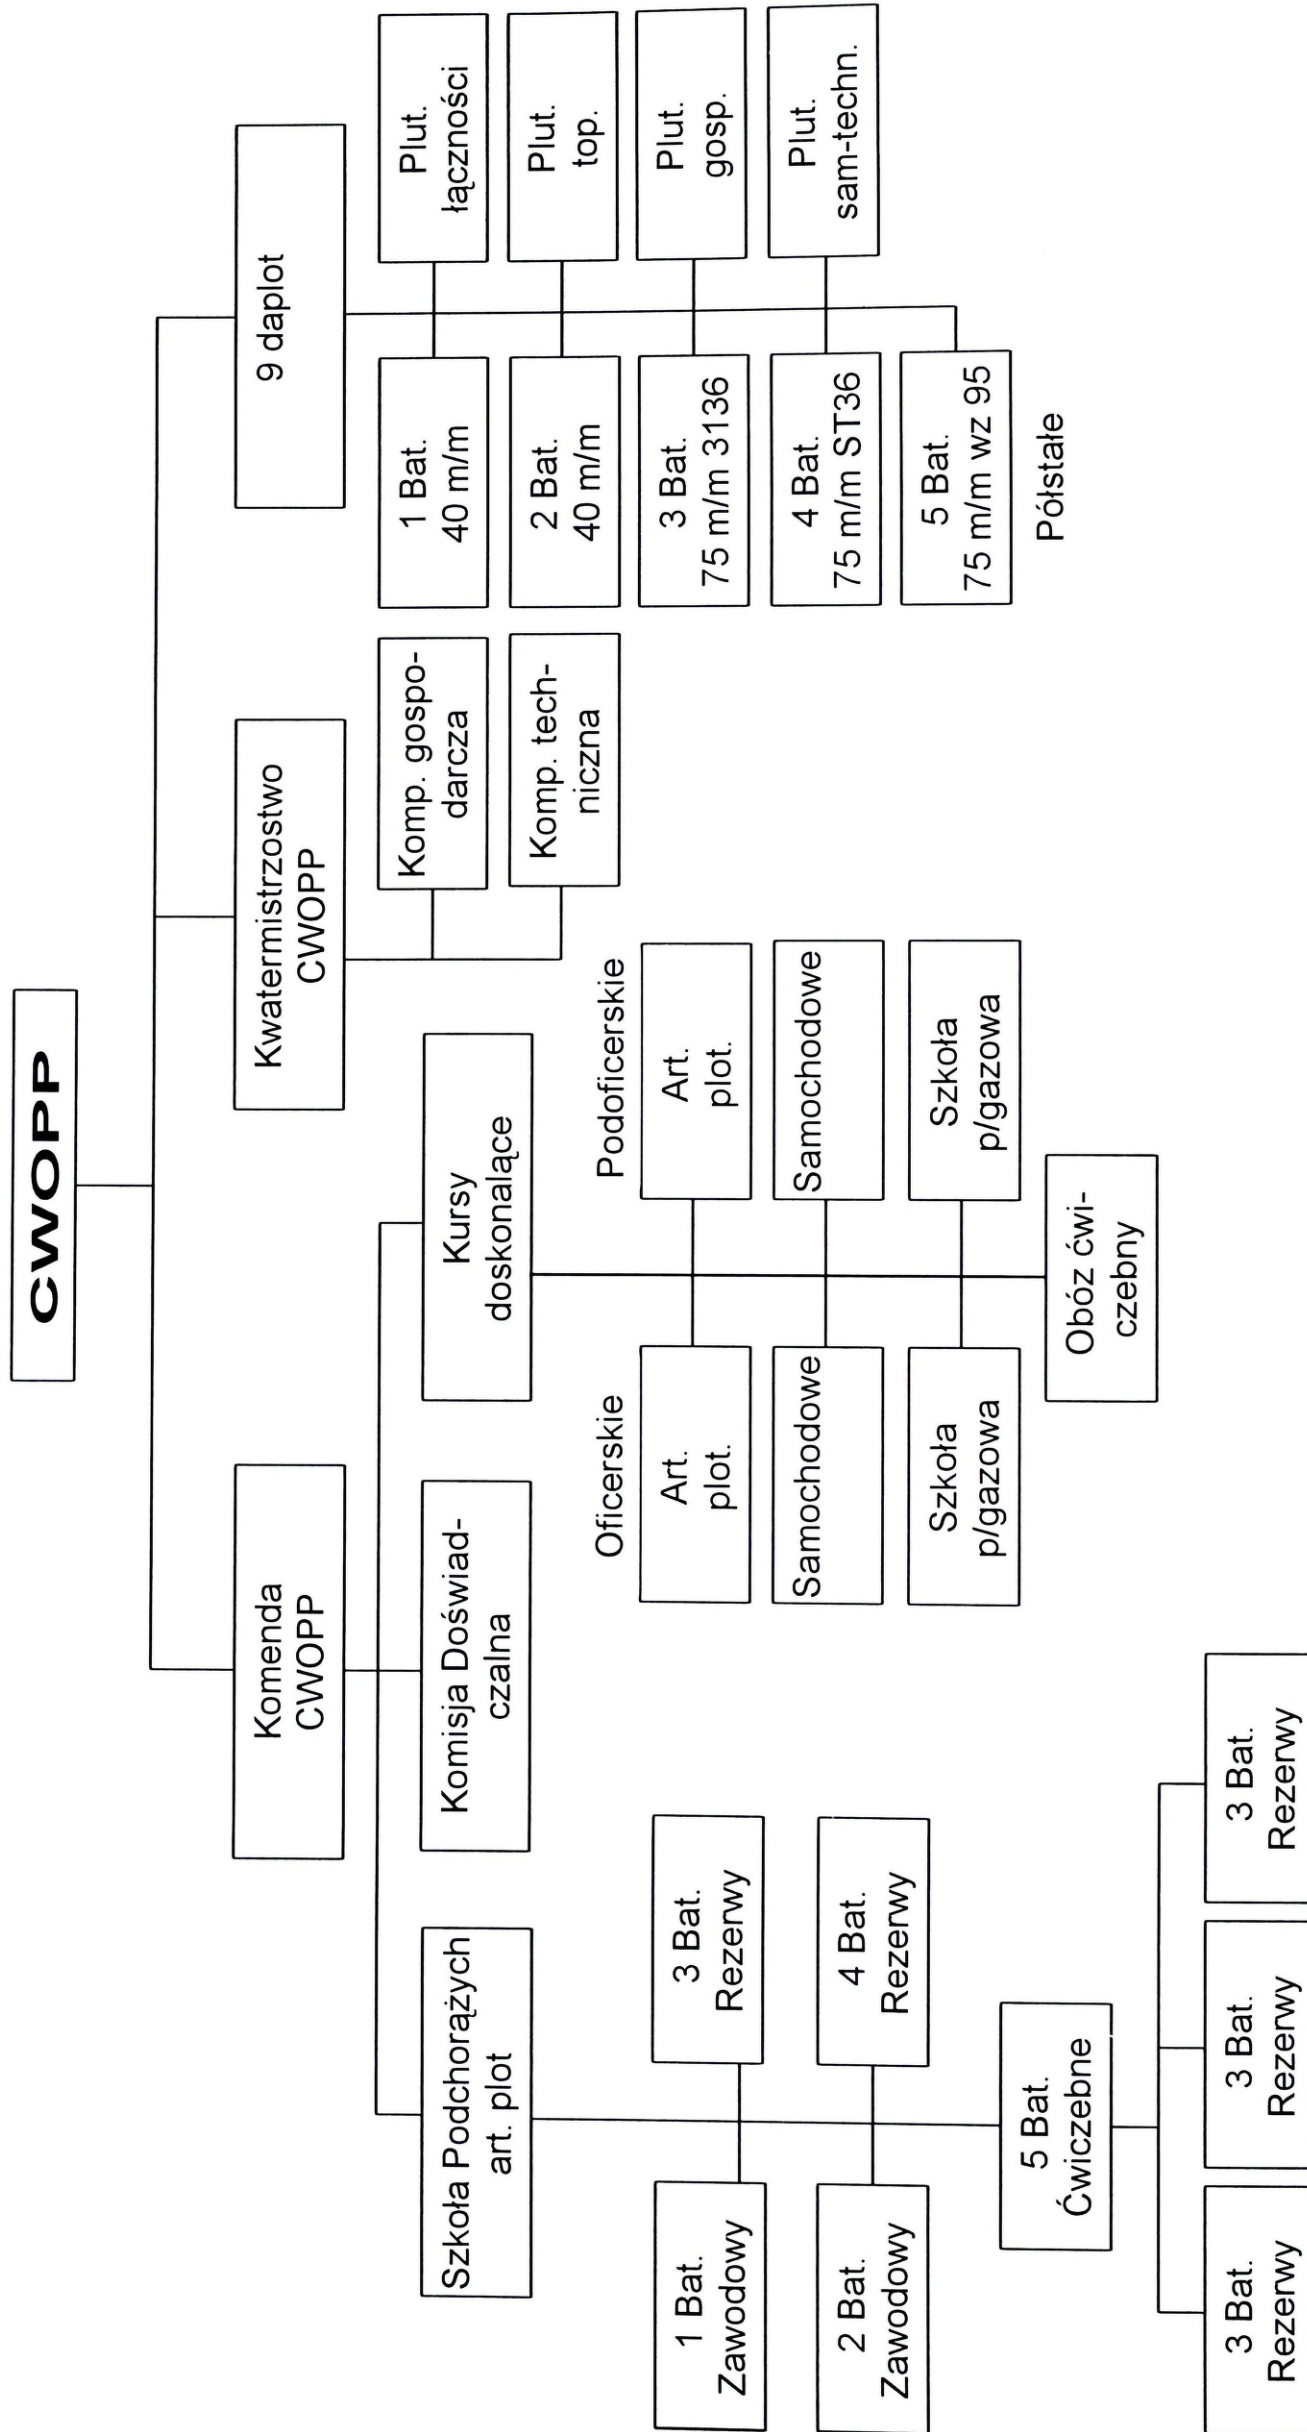 CWOPP
Komenda
CWOPP
Kwatermistrzostwo
CWOPP
9 daplot
Szkoła Podchorążych
art. plot
Komisja Doświad-
czalna
Kursy
doskonalące
Komp. gospo-
darcza
Komp. tech-
niczna
1 Bat.
40 m/m
Plut.
łączności
2 Bat.
40 m/m
Plut.
top.
3 Bat.
75 m/m 3136
Plut.
gosp.
4 Bat.
75 m/m ST36
Plut.
sam-techn.
5 Bat.
75 m/m wz 95
Półstałe
Oficerskie
Podoficerskie
Art.
plot.
Art.
plot.
Samochodowe
Samochodowe
Szkoła
p/gazowa
Szkoła
p/gazowa
Obóz ćwi-
czebny
1 Bat.
Zawodowy
3 Bat.
Rezerwy
2 Bat.
Zawodowy
4 Bat.
Rezerwy
5 Bat.
Ćwiczebne
3 Bat.
Rezerwy
3 Bat.
Rezerwy
3 Bat.
Rezerwy